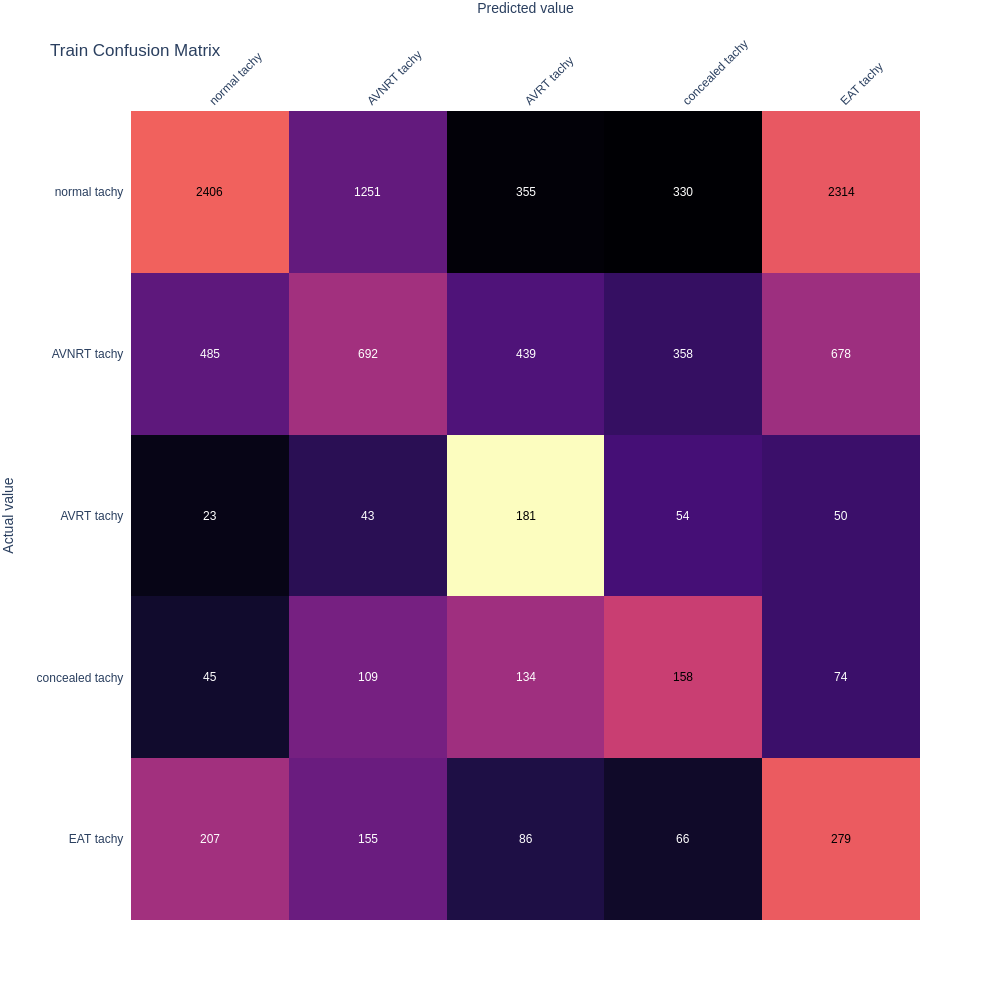 Predicted value
Train Confusion Matrix
normal tachy AVNRT tachy AVRT tachy concealed tachy EAT tachy
normal tachy 2406 1251 355 330 2314
AVNRT tachy 485 692 439 358 678
Actual value
AVRT tachy 23 43 181 54 50
concealed tachy 45 109 134 158 74
EAT tachy 207 155 86 66 279